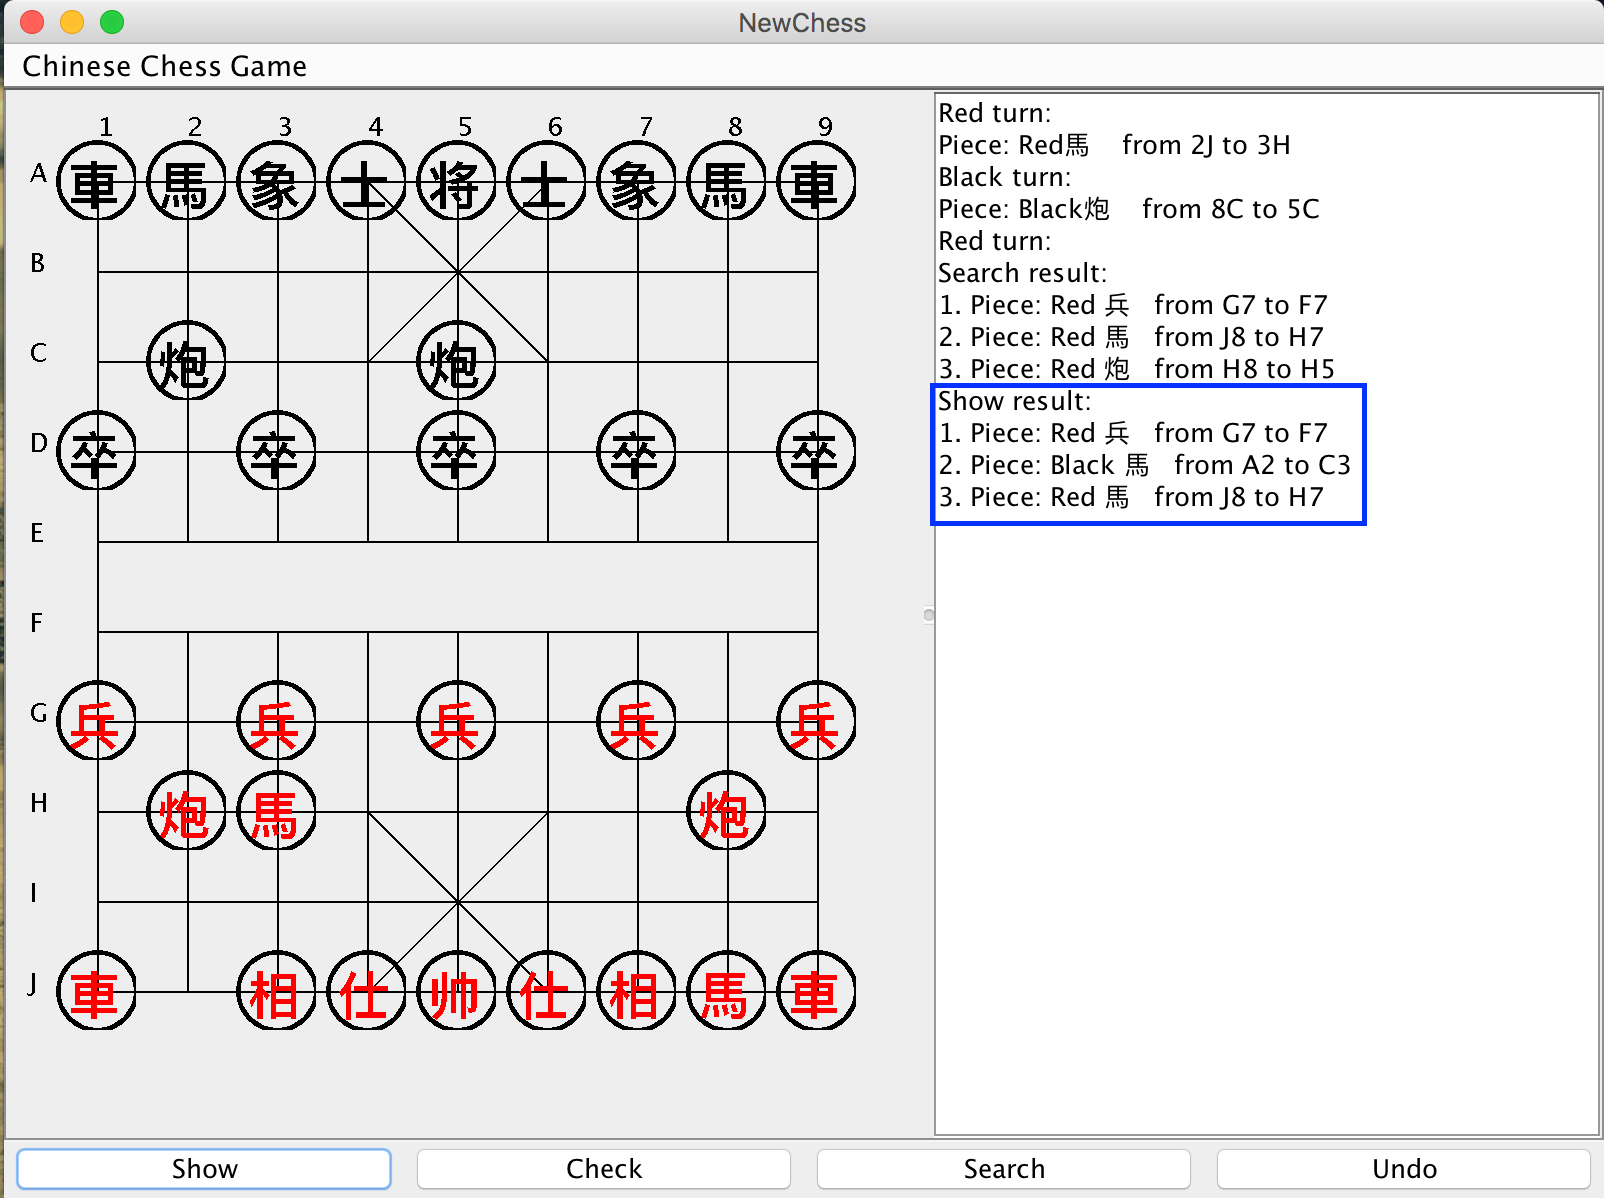 NewChess
Chinese Chess Game
1 2 3 4 5 6 7 8 9
A 車 馬 象 士 将 士 象 馬 車
B
C 炮 炮
D 卒 卒 卒 卒 卒
E
F
G 兵 兵 兵 兵 兵
H 炮 馬 炮
I
J 車 相 仕 帅 仕 相 馬 車
Red turn:
Piece: Red馬 from 2J to 3H
Black turn:
Piece: Black炮 from 8C to 5C
Red turn:
Search result:
1. Piece: Red 兵 from G7 to F7
2. Piece: Red 馬 from J8 to H7
3. Piece: Red 炮 from H8 to H5
Show result:
1. Piece: Red 兵 from G7 to F7
2. Piece: Black 馬 from A2 to C3
3. Piece: Red 馬 from J8 to H7
Show Check Search Undo